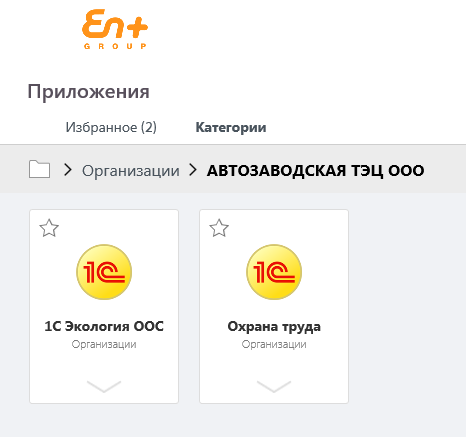 En+
GROUP
Приложения
Избранное (2) Категории
Организации АВТОЗАВОДСКАЯ ТЭЦ ООО
1С 1С
1С Экология ООС Охрана труда
Организации Организации